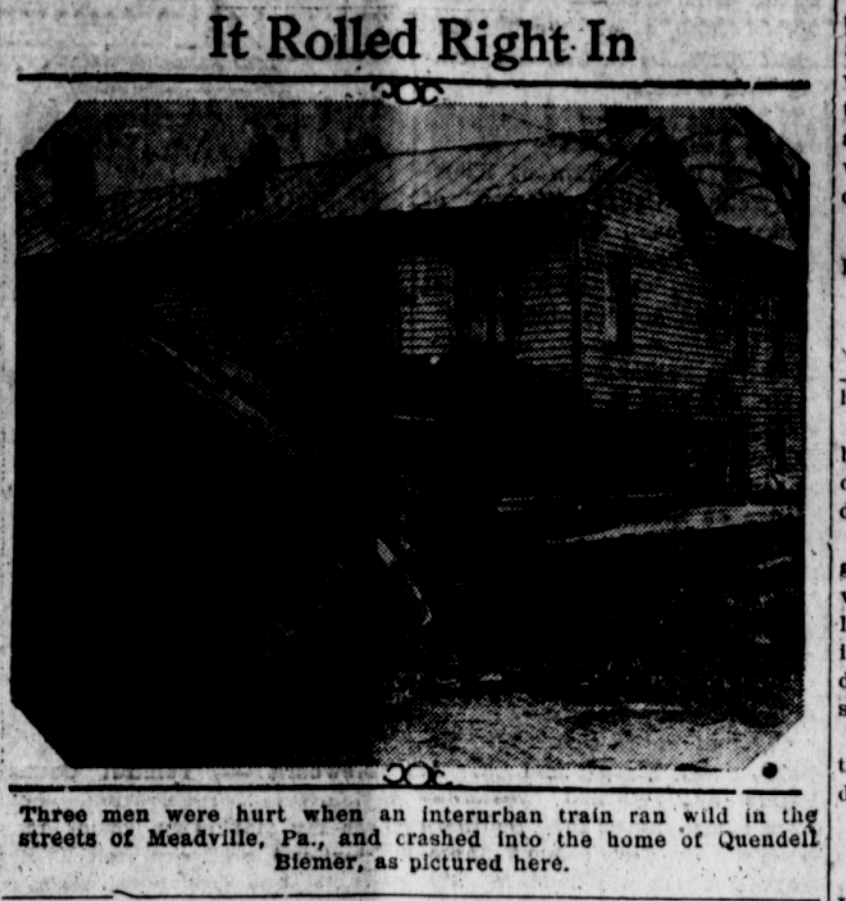 It Rolled Right In
Three men were hurt when an interurban train ran wild in the
streets of Meadville, Pa., and crashed into the home of Quendell
Biemer, as pictured here.